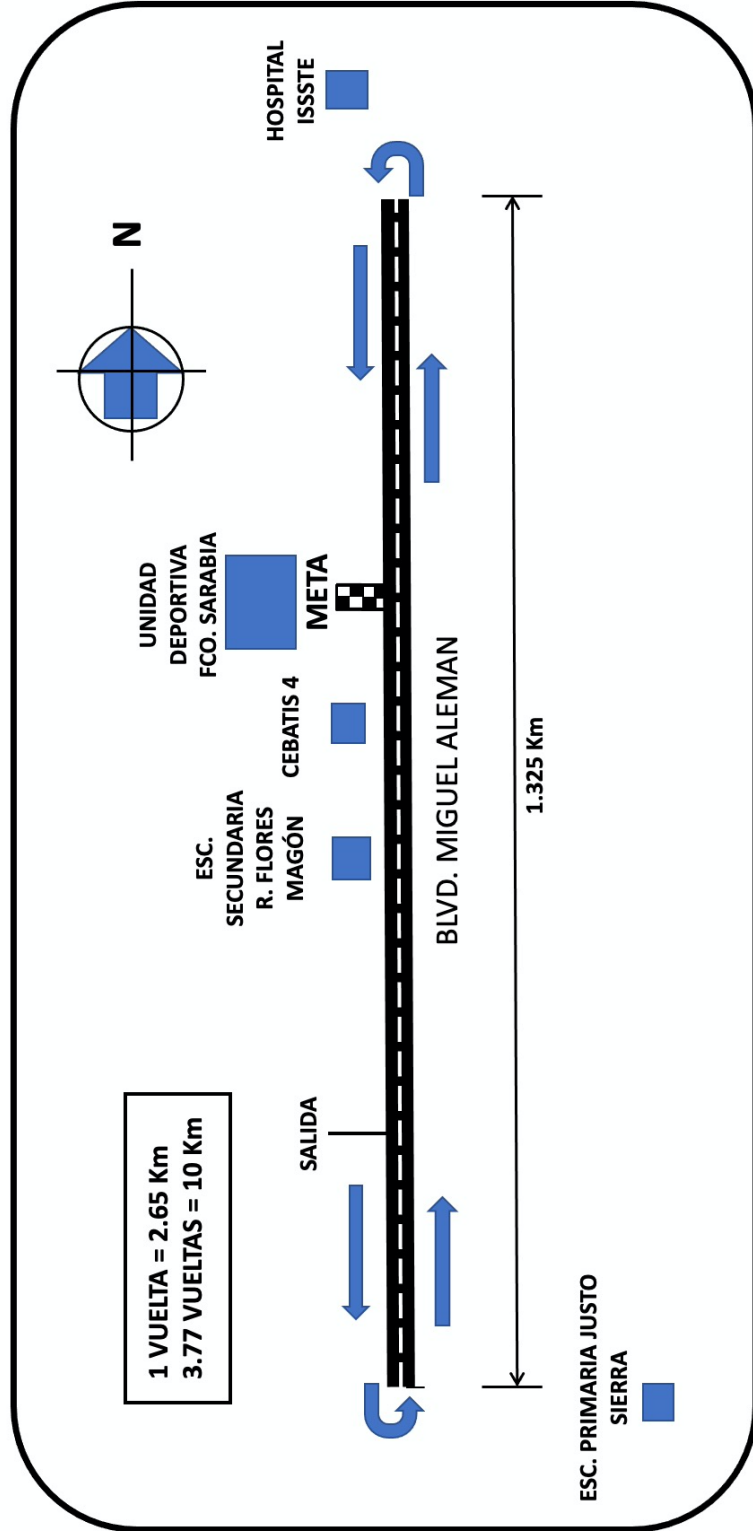 1 VUELTA = 2.65 Km
3.77 VUELTAS = 10 Km
N
UNIDAD
DEPORTIVA
FCO. SARABIA
META
HOSPITAL
ISSSTE
ESC.
SECUNDARIA
R. FLORES
MAGÓN
CEBATIS 4
SALIDA
BLVD. MIGUEL ALEMAN
1.325 Km
ESC. PRIMARIA JUSTO
SIERRA